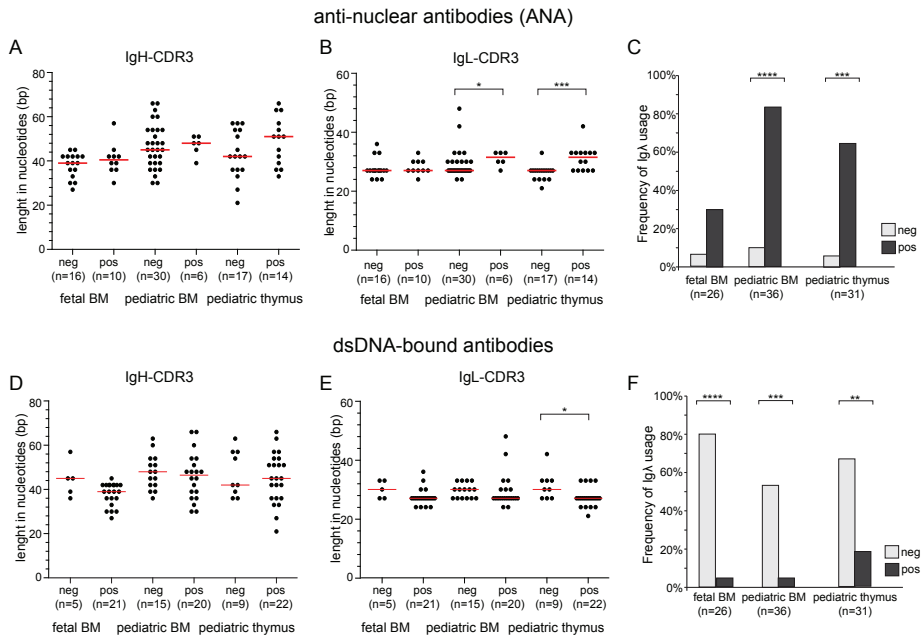 anti-nuclear antibodies (ANA)
A
IgH-CDR3
lenght in nucleotides (bp)
80
60
40
20
0
neg pos neg pos neg pos
(n=16) (n=10) (n=30) (n=6) (n=17) (n=14)
fetal BM pediatric BM pediatric thymus
B
IgL-CDR3
* ***
lenght in nucleotides (bp)
60
40
20
0
neg pos neg pos neg pos
(n=16) (n=10) (n=30) (n=6) (n=17) (n=14)
fetal BM pediatric BM pediatric thymus
C
**** ***
Frequency of Igλ usage
100%
80%
60%
40%
20%
0%
neg
pos
fetal BM pediatric BM pediatric thymus
(n=26) (n=36) (n=31)
dsDNA-bound antibodies
D
IgH-CDR3
lenght in nucleotides (bp)
80
60
40
20
0
neg pos neg pos neg pos
(n=5) (n=21) (n=15) (n=20) (n=9) (n=22)
fetal BM pediatric BM pediatric thymus
E
IgL-CDR3
*
lenght in nucleotides (bp)
60
40
20
0
neg pos neg pos neg pos
(n=5) (n=21) (n=15) (n=20) (n=9) (n=22)
fetal BM pediatric BM pediatric thymus
F
**** *** **
Frequency of Igλ usage
100%
80%
60%
40%
20%
0%
neg
pos
fetal BM pediatric BM pediatric thymus
(n=26) (n=36) (n=31)